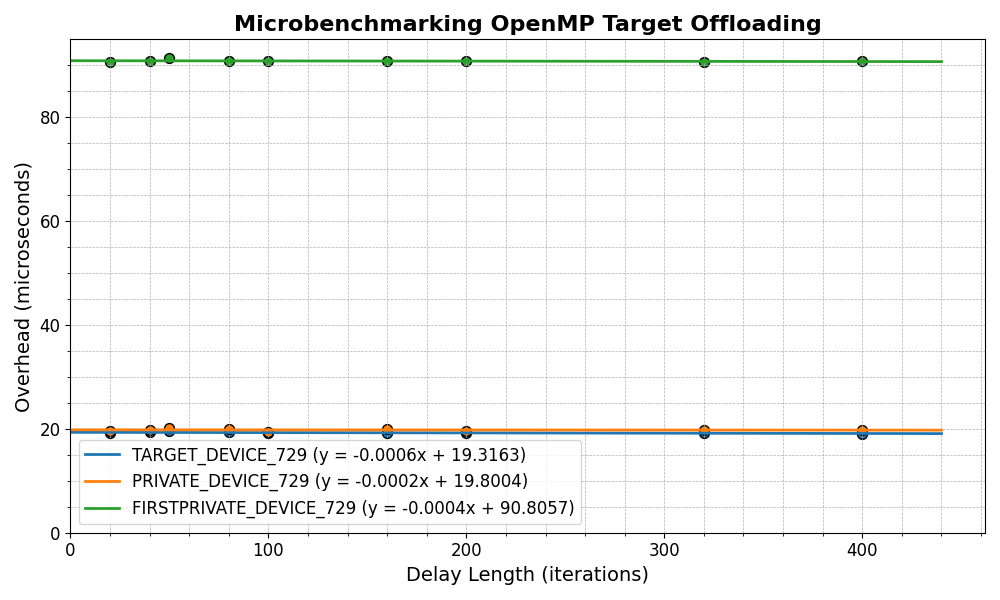 Microbenchmarking OpenMP Target Offloading
Overhead (microseconds)
80
60
40
20
0
TARGET_DEVICE_729 (y = -0.0006x + 19.3163)
PRIVATE_DEVICE_729 (y = -0.0002x + 19.8004)
FIRSTPRIVATE_DEVICE_729 (y = -0.0004x + 90.8057)
0 100 200 300 400
Delay Length (iterations)